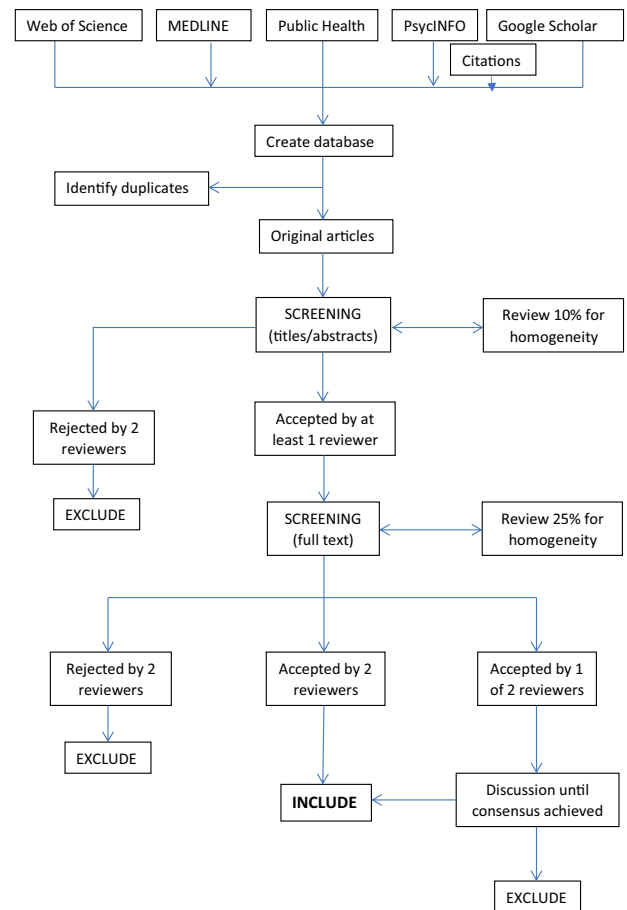 Web of Science
MEDLINE
Public Health
PsycINFO
Google Scholar
Citations
Create database
Identify duplicates
Original articles
SCREENING
(titles/abstracts)
Review 10% for
homogeneity
Rejected by 2
reviewers
Accepted by at
least 1 reviewer
EXCLUDE
SCREENING
(full text)
Review 25% for
homogeneity
Rejected by 2
reviewers
Accepted by 2
reviewers
Accepted by 1
of 2 reviewers
EXCLUDE
INCLUDE
Discussion until
consensus achieved
EXCLUDE